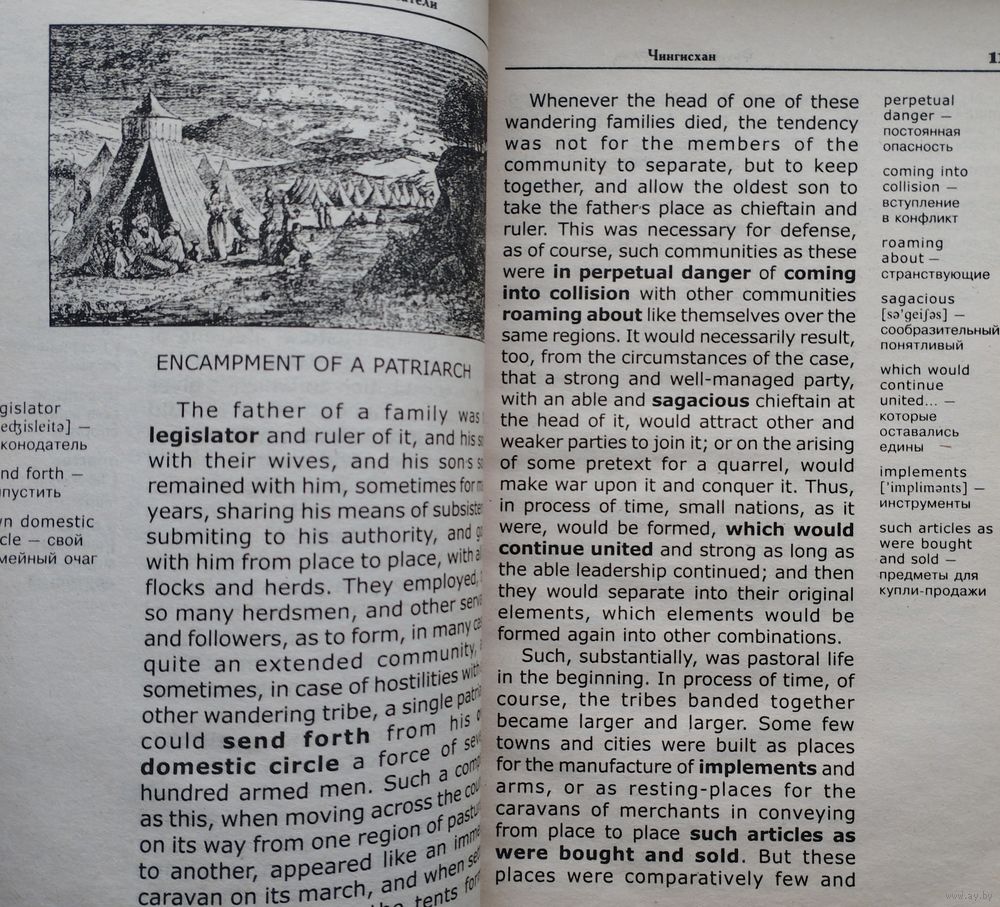 ENCAMPMENT OF A PATRIARCH
The father of a family was
legislator and ruler of it, and his
with their wives, and his sons
remained with him, sometimes for
years, sharing his means of
submiting to his authority, and
with him from place to place, with
flocks and herds. They employed,
so many herdsmen, and other
and followers, as to form, in many
quite an extended community,
sometimes, in case of hostilities
other wandering tribe, a single
could send forth from his
domestic circle a force of
hundred armed men. Such a
as this, when moving across the
on its way from one region of
to another, appeared like an
caravan on its march, and when
tents
[sə'geiʃəs] —
Чингисхан
Whenever the head of one of these
wandering families died, the tendency
was not for the members of the
community to separate, but to keep
together, and allow the oldest son to
take the father's place as chieftain and
ruler. This was necessary for defense,
as of course, such communities as these
were in perpetual danger of coming
into collision with other communities
roaming about like themselves over the
same regions. It would necessarily result,
too, from the circumstances of the case,
that a strong and well-managed party,
with an able and sagacious chieftain at
the head of it, would attract other and
weaker parties to join it; or on the arising
of some pretext for a quarrel, would
make war upon it and conquer it. Thus,
in process of time, small nations, as it
were, would be formed, which would
continue united and strong as long as
the able leadership continued; and then
they would separate into their original
elements, which elements would be
formed again into other combinations.
Such, substantially, was pastoral life
in the beginning. In process of time, of
course, the tribes banded together
became larger and larger. Some few
towns and cities were built as places
for the manufacture of implements and
arms, or as resting-places for the
caravans of merchants in conveying
from place to place such articles as
were bought and sold. But these
places were comparatively few and
perpetual
danger —
постоянная
опасность
coming into
collision —
вступление
в конфликт
roaming
about —
странствующие
sagacious
сообразительный
понятливый
which would
continue
united... —
которые
оставались
едины
implements
['implimənts] —
инструменты
such articles as
were bought
and sold —
предметы для
купли-продажи
www.ay.by